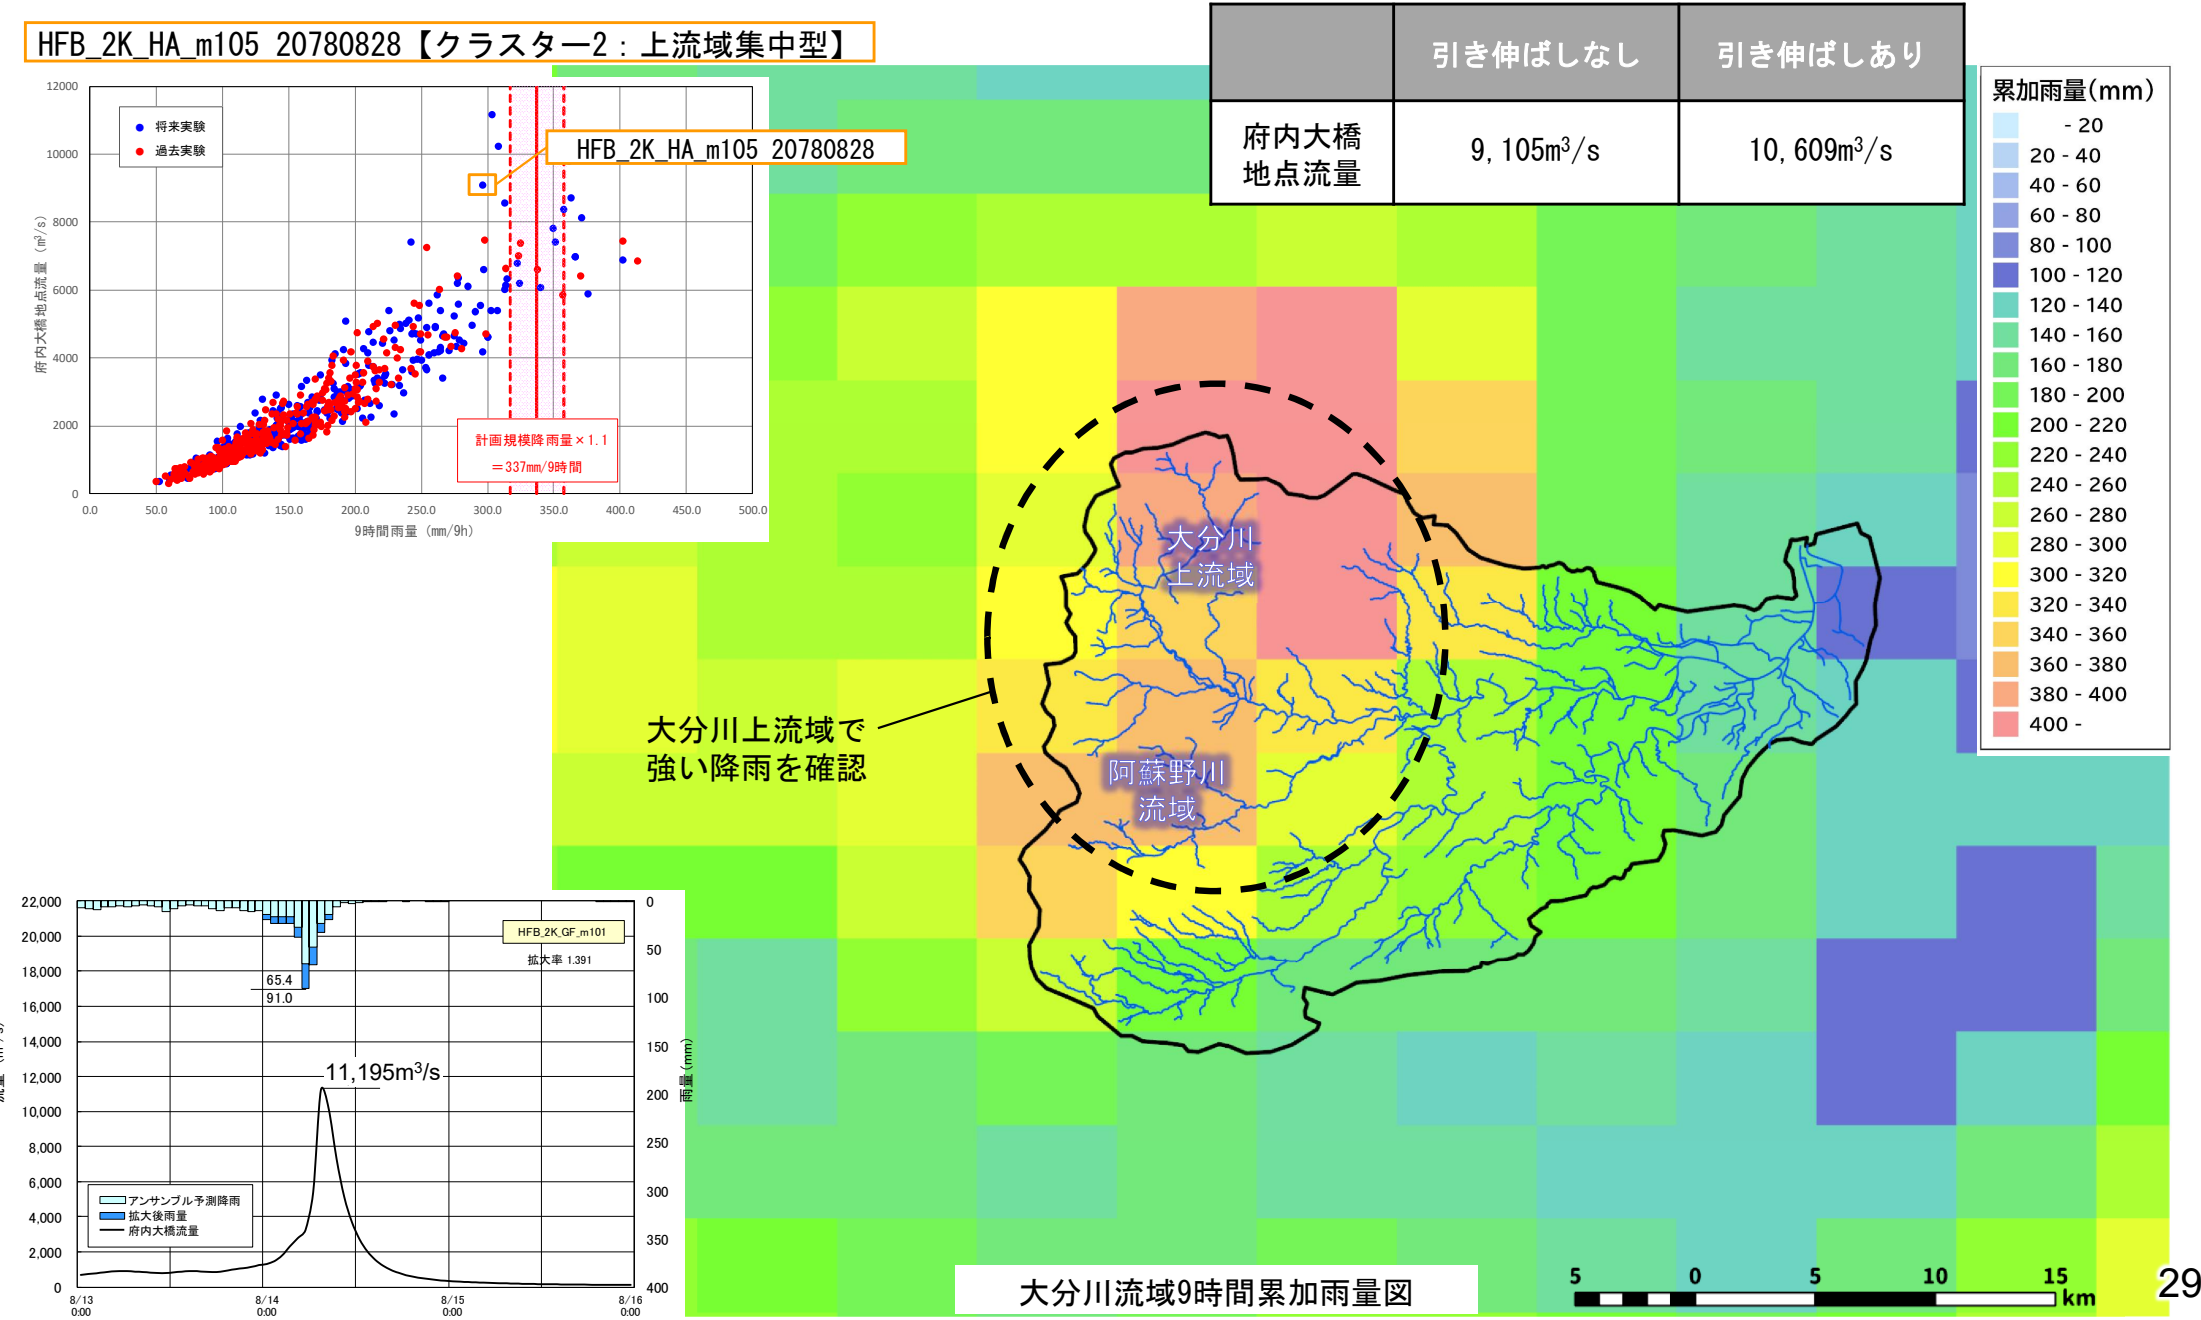 HFB_2K_HA_m105 20780828【クラスター2：上流域集中型】
引き伸ばしなし
引き伸ばしあり
府内大橋
地点流量
9,105m³/s
10,609m³/s
累加雨量(mm)
- 20
20 - 40
40 - 60
60 - 80
80 - 100
100 - 120
120 - 140
140 - 160
160 - 180
180 - 200
200 - 220
220 - 240
240 - 260
260 - 280
280 - 300
300 - 320
320 - 340
340 - 360
360 - 380
380 - 400
400 -
12000
10000
8000
6000
4000
2000
0
府内大橋地点流量（m³/s）
将来実験
過去実験
HFB_2K_HA_m105 20780828
計画規模降雨量×1.1
＝337mm/9時間
0.0
50.0
100.0
150.0
200.0
250.0
300.0
350.0
400.0
450.0
500.0
9時間雨量（mm/9h）
大分川
上流域
大分川上流域で
強い降雨を確認
阿蘇野川
流域
22,000
20,000
18,000
16,000
14,000
12,000
10,000
8,000
6,000
4,000
2,000
0
HFB_2K_GF_m101
拡大率 1.391
65.4
91.0
11,195m³/s
アンサンブル予測降雨
拡大後雨量
府内大橋流量
0
50
100
150
200
250
300
350
400
雨量(mm)
8/13
0:00
8/14
0:00
8/15
0:00
8/16
0:00
大分川流域9時間累加雨量図
5
0
5
10
15
km
29